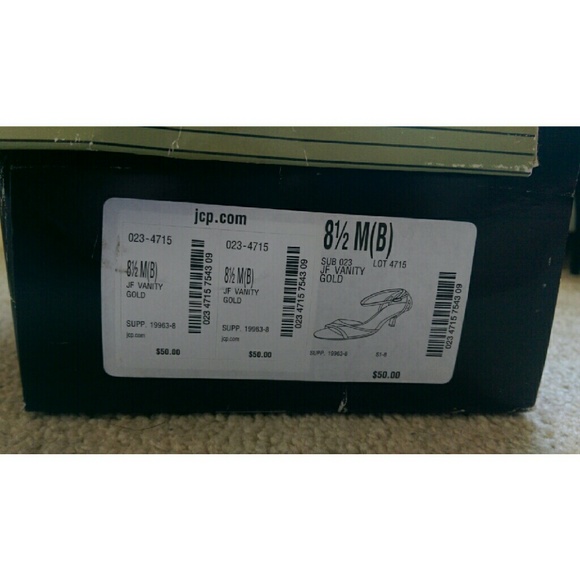 jcp.com
023-4715
8½ M(B)
JF VANITY
GOLD
SUPP. 19963-8
jcp.com
$50.00
023 4715 7543 09
023-4715
8½ M(B)
JF VANITY
GOLD
SUPP. 19963-8
jcp.com
$50.00
023 4715 7543 09
8½ M(B)
SUB 023 LOT 4715
JF VANITY
GOLD
SUPP. 19963-8 51-6
$50.00
023 4715 7543 09